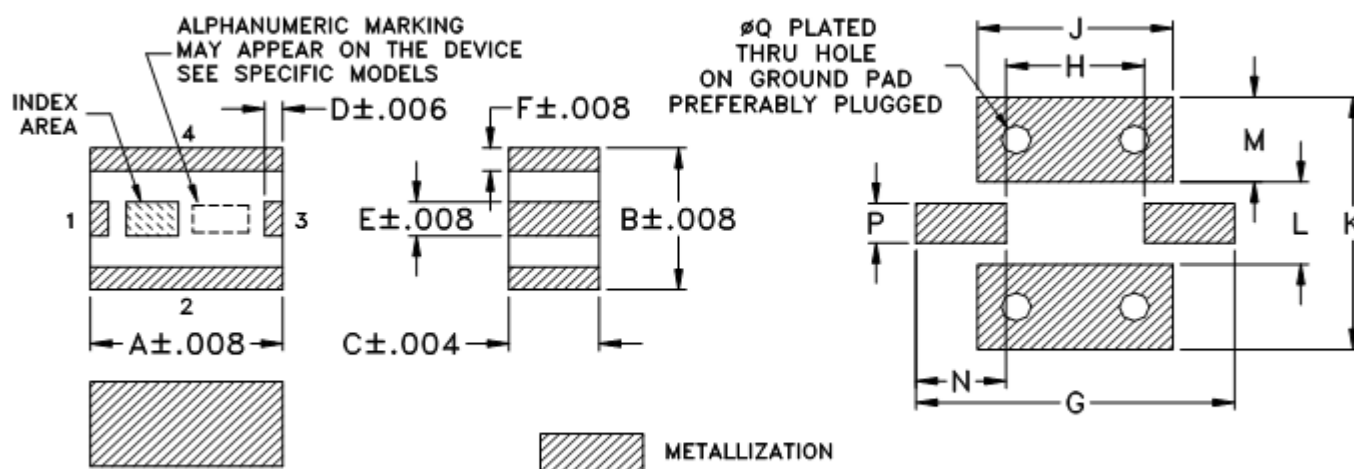 ALPHANUMERIC MARKING
MAY APPEAR ON THE DEVICE
SEE SPECIFIC MODELS
INDEX
AREA
D±.006
F±.008
4
1
3
2
E±.008
B±.008
A±.008
C±.004
øQ PLATED
THRU HOLE
ON GROUND PAD
PREFERABLY PLUGGED
J
H
M
P
L
K
N
G
METALLIZATION